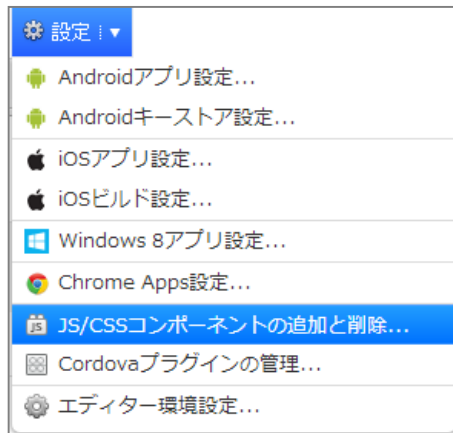 設定
Androidアプリ設定...
Androidキーストア設定...
iOSアプリ設定...
iOSビルド設定...
Windows 8アプリ設定...
Chrome Apps設定...
JS/CSSコンポーネントの追加と削除...
Cordovaプラグインの管理...
エディター環境設定...